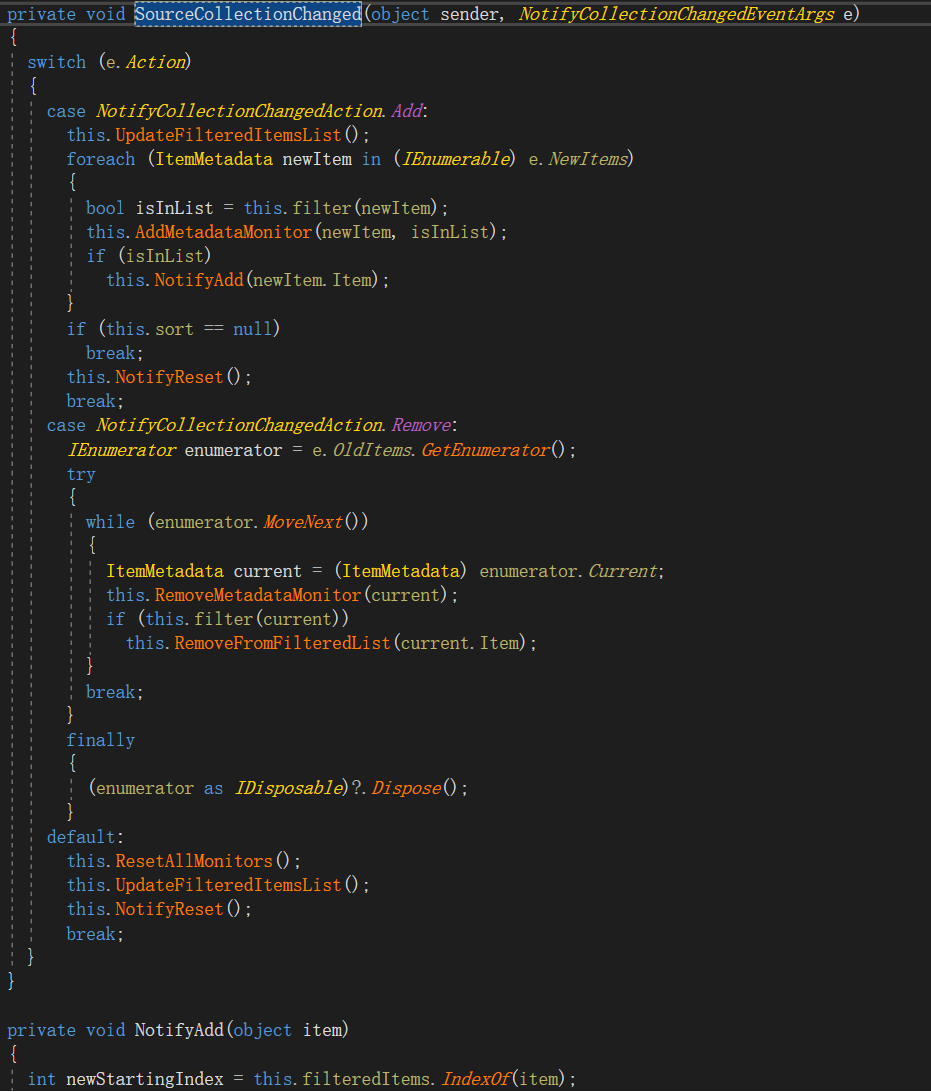 private void SourceCollectionChanged(object sender, NotifyCollectionChangedEventArgs e)
{
  switch (e.Action)
  {
    case NotifyCollectionChangedAction.Add:
      this.UpdateFilteredItemsList();
      foreach (ItemMetadata newItem in (IEnumerable) e.NewItems)
      {
        bool isInList = this.filter(newItem);
        this.AddMetadataMonitor(newItem, isInList);
        if (isInList)
          this.NotifyAdd(newItem.Item);
      }
      if (this.sort == null)
        break;
      this.NotifyReset();
      break;
    case NotifyCollectionChangedAction.Remove:
      IEnumerator enumerator = e.OldItems.GetEnumerator();
      try
      {
        while (enumerator.MoveNext())
        {
          ItemMetadata current = (ItemMetadata) enumerator.Current;
          this.RemoveMetadataMonitor(current);
          if (this.filter(current))
            this.RemoveFromFilteredList(current.Item);
        }
        break;
      }
      finally
      {
        (enumerator as IDisposable)?.Dispose();
      }
    default:
      this.ResetAllMonitors();
      this.UpdateFilteredItemsList();
      this.NotifyReset();
      break;
  }
}

private void NotifyAdd(object item)
{
  int newStartingIndex = this.filteredItems.IndexOf(item);